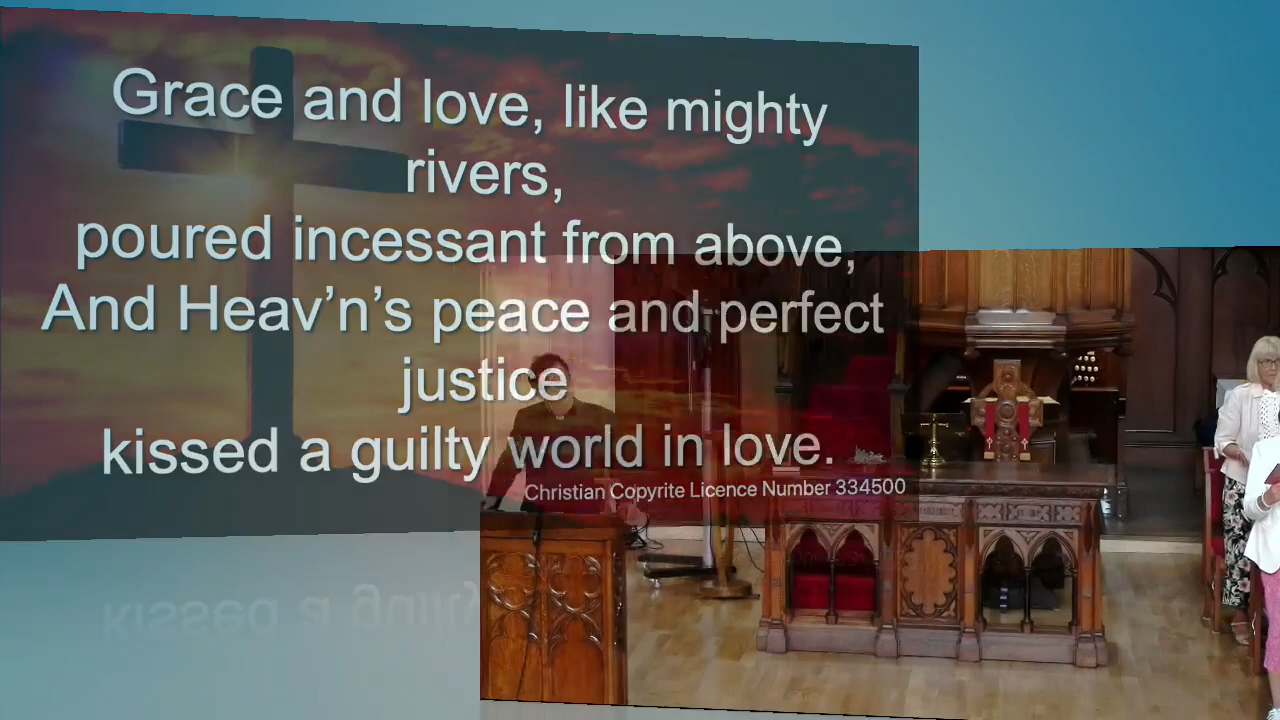 Grace and love, like mighty
rivers,
poured incessant from above,
And Heav’n’s peace and perfect
justice
kissed a guilty world in love.
Christian Copyrite Licence Number 334500